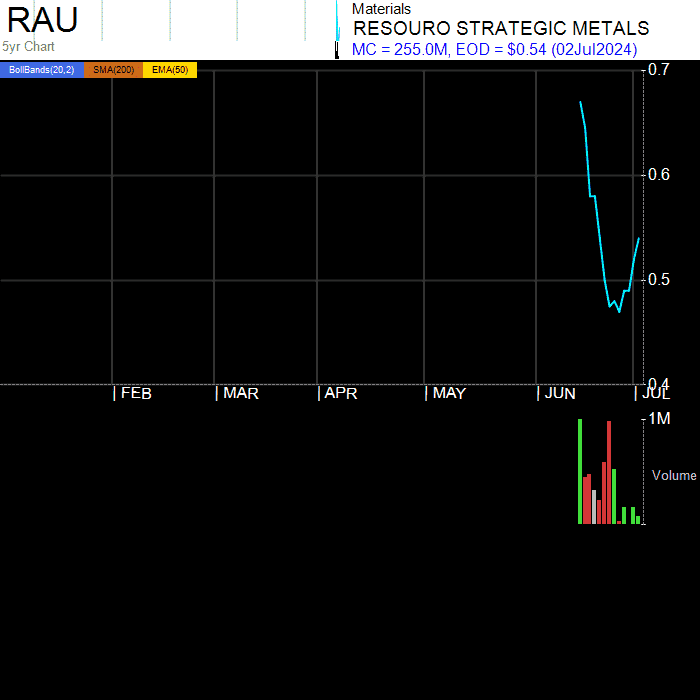 RAU
5yr Chart
Materials
RESOURO STRATEGIC METALS
MC = 255.0M, EOD = $0.54 (02Jul2024)
BollBands(20,2) SMA(200) EMA(50)
0.7
0.6
0.5
0.4
| FEB | MAR | APR | MAY | JUN | JUL
1M
Volume